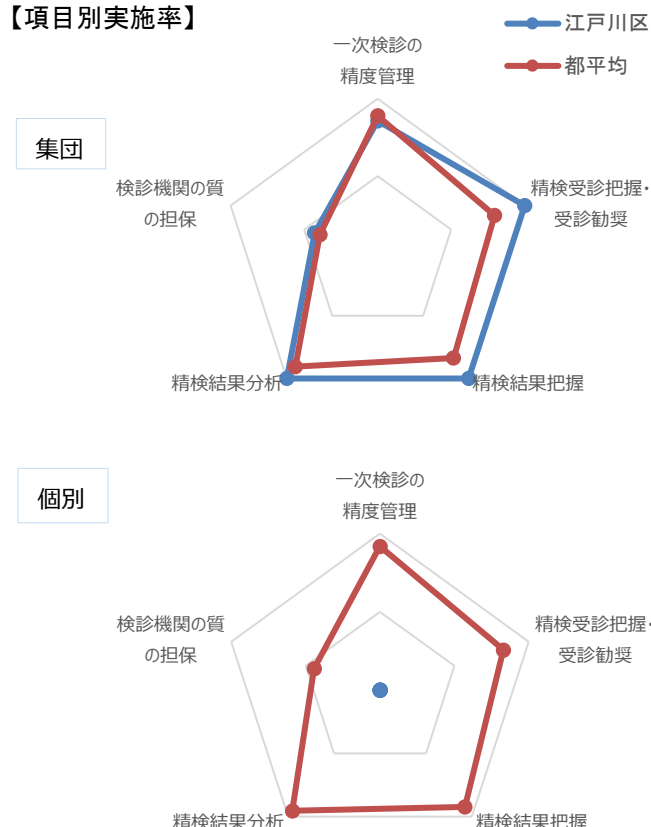 【項目別実施率】
江戸川区
都平均
集団
一次検診の
精度管理
精検受診把握・
受診勧奨
精検結果把握
精検結果分析
検診機関の質
の担保
個別
一次検診の
精度管理
精検受診把握・
受診勧奨
精検結果把握
精検結果分析
検診機関の質
の担保